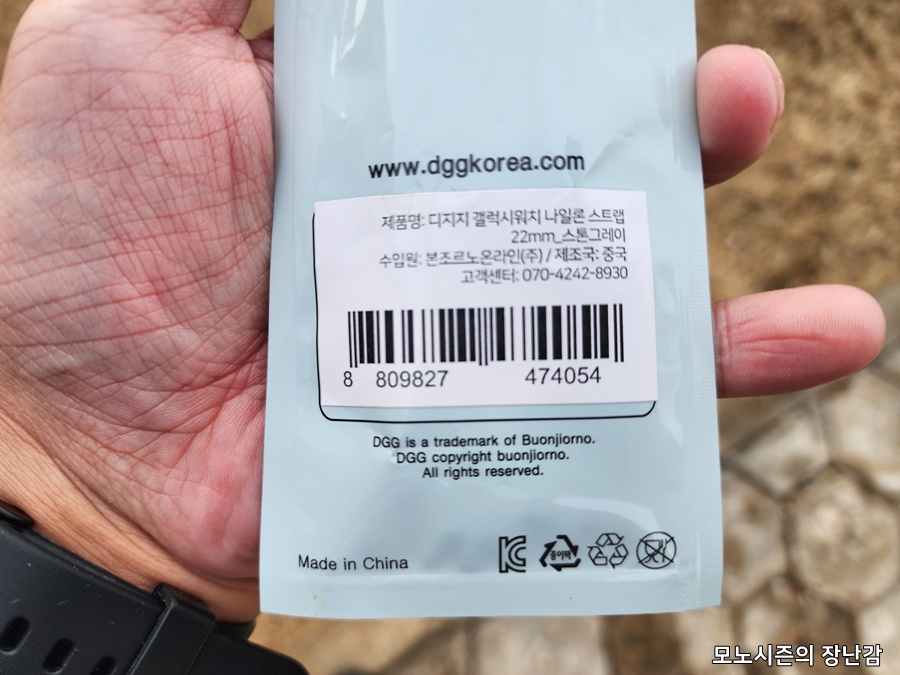 www.dggkorea.com
제품명: 디지지 갤럭시워치 나일론 스트랩
22mm_스톤그레이
수입원: 본조르노온라인(주) / 제조국: 중국
고객센터: 070-4242-8930
8 809827 474054
DGG is a trademark of Buonjiorno.
DGG copyright buonjiorno.
All rights reserved.
Made in China
종이팩
모노시즌의 장난감